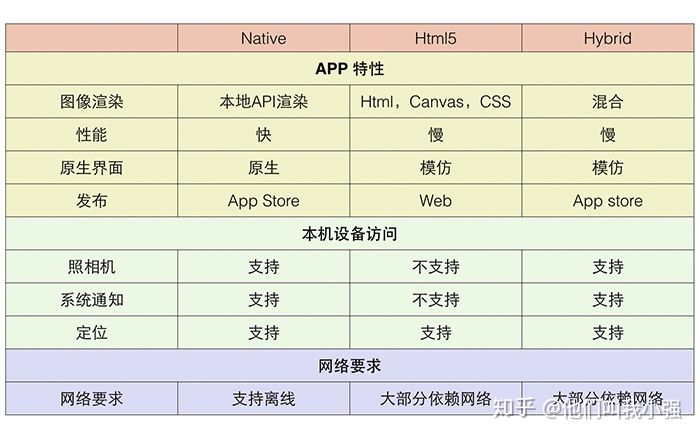 Native Html5 Hybrid
APP 特性
图像渲染 本地API渲染 Html，Canvas，CSS 混合
性能 快 慢 慢
原生界面 原生 模仿 模仿
发布 App Store Web App store
本机设备访问
照相机 支持 不支持 支持
系统通知 支持 不支持 支持
定位 支持 支持 支持
网络要求
网络要求 支持离线 大部分依赖网络 大部分依赖网络
知乎 @他们叫我小强